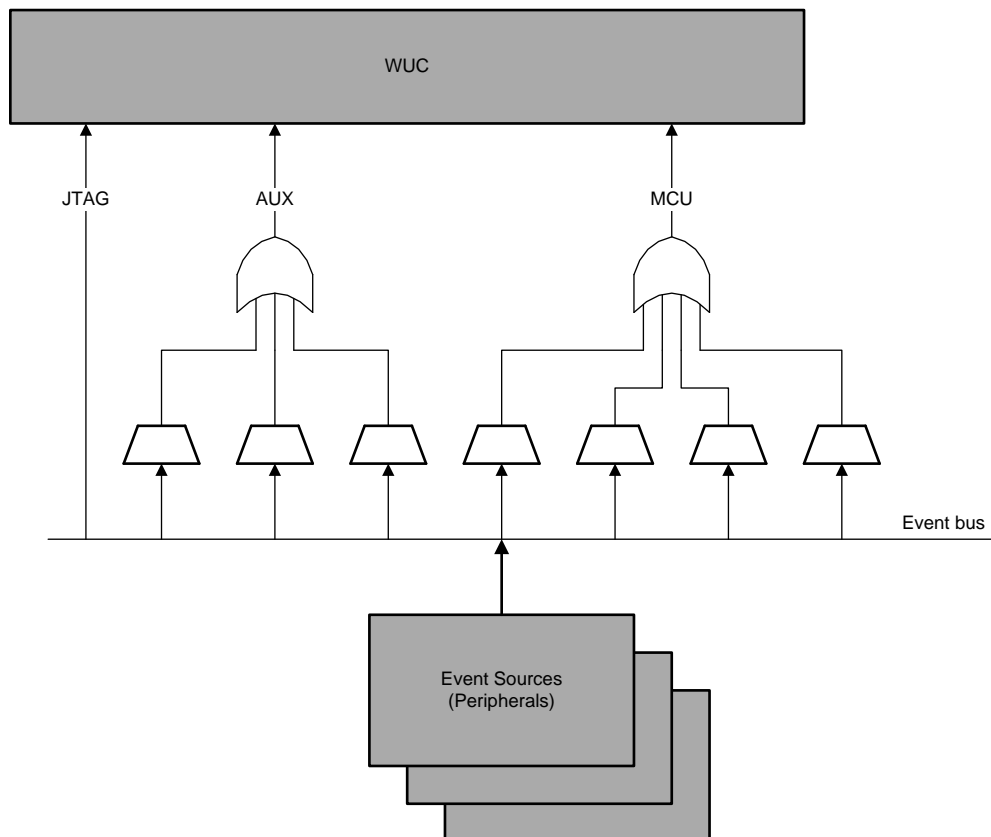 WUC
JTAG
AUX
MCU
Event bus
Event Sources
(Peripherals)